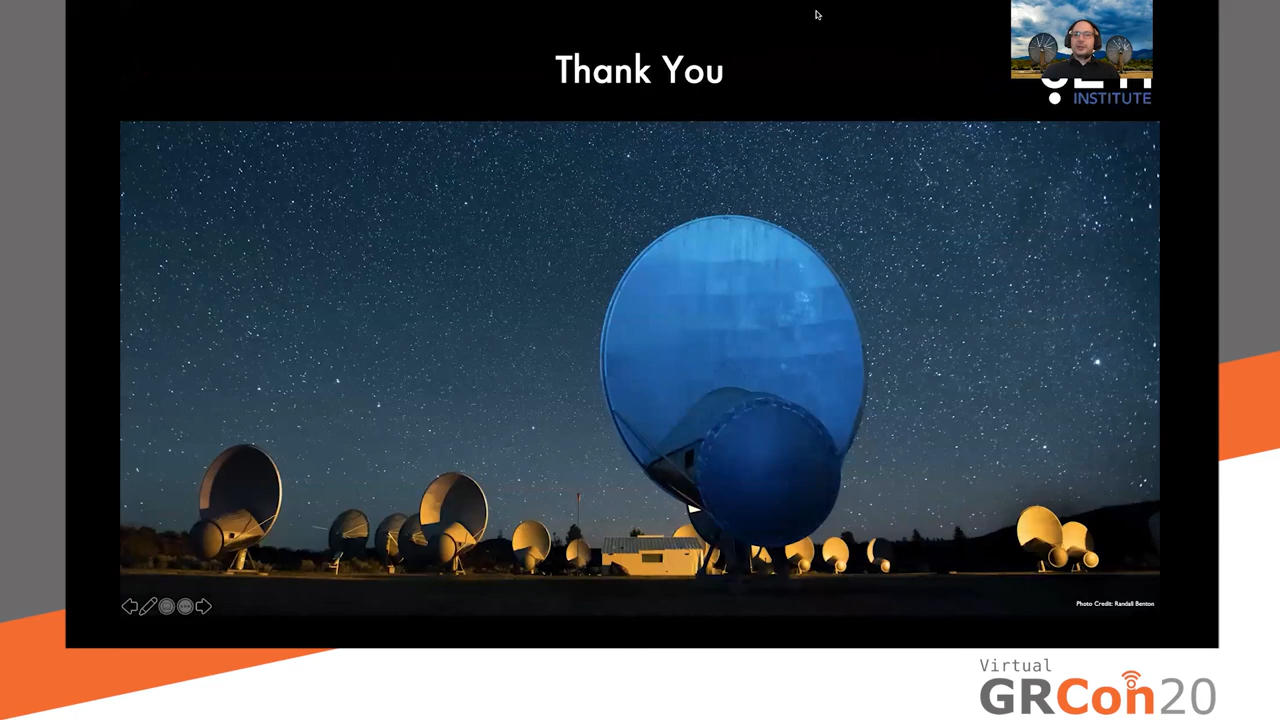 Thank You
INSTITUTE
Photo Credit: Randall Benton
Virtual
GRCon20